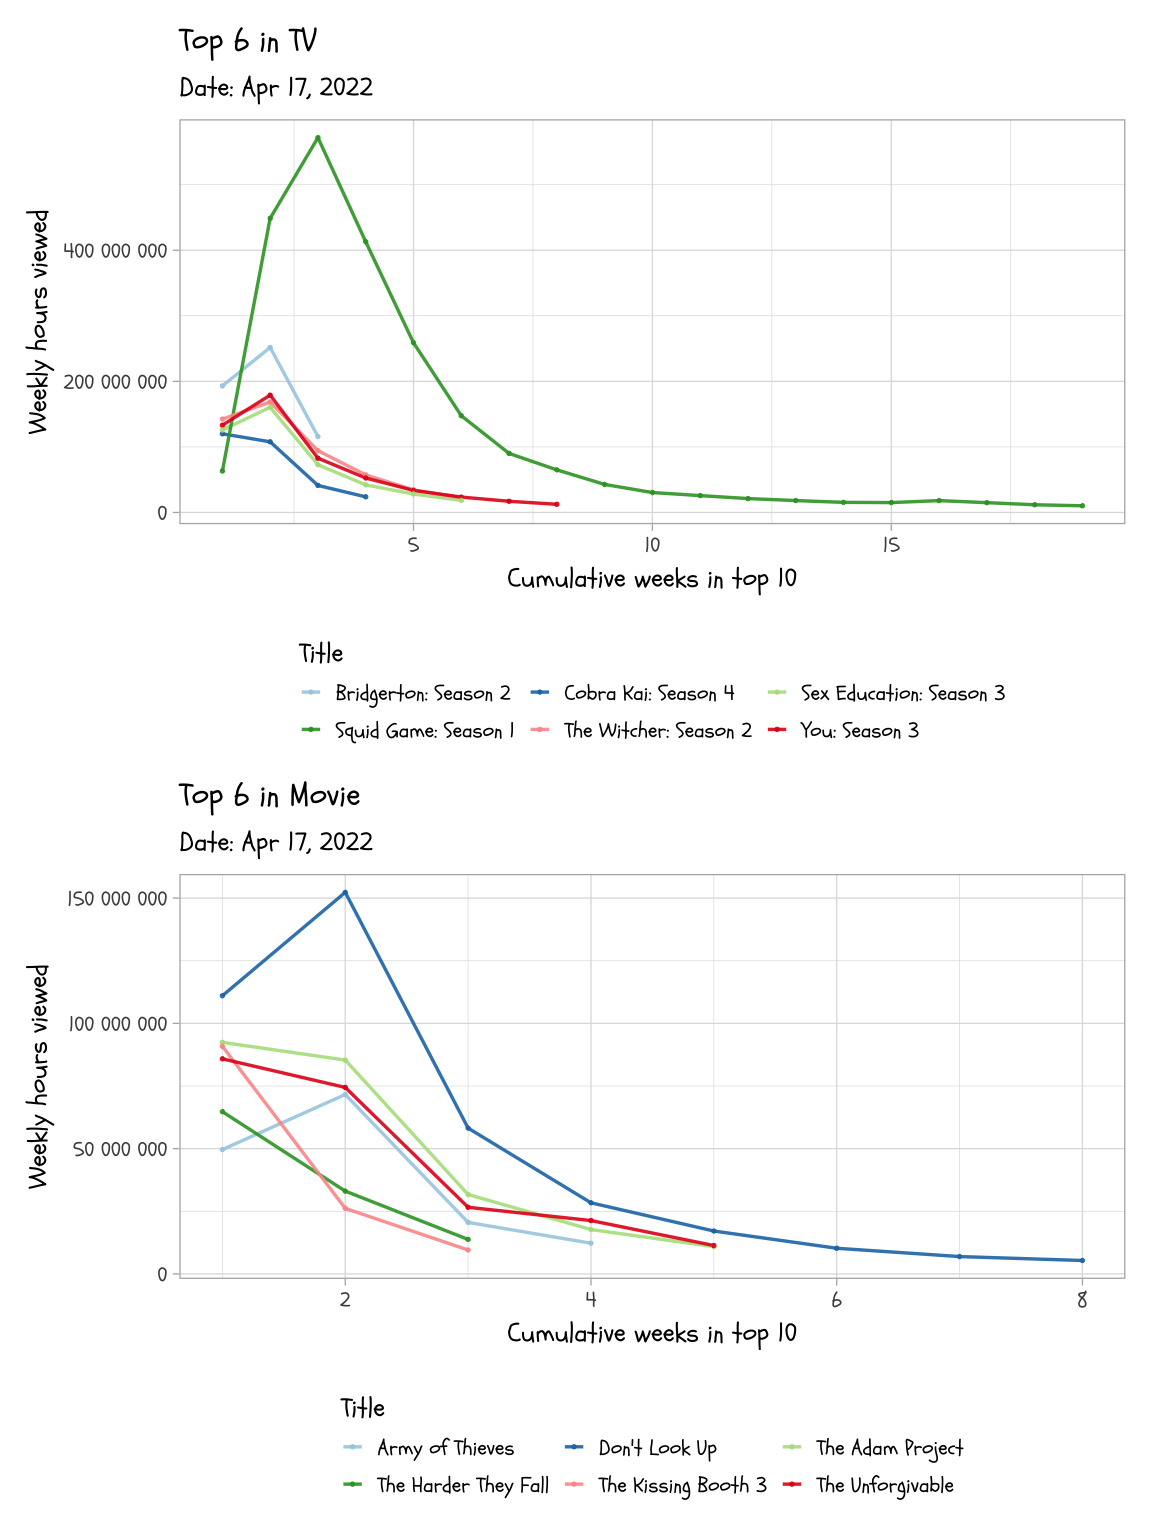 Top 6 in TV
Date: Apr 17, 2022
Weekly hours viewed
400 000 000
200 000 000
0
5 10 15
Cumulative weeks in top 10
Title
Bridgerton: Season 2 Cobra Kai: Season 4 Sex Education: Season 3
Squid Game: Season 1 The Witcher: Season 2 You: Season 3
Top 6 in Movie
Date: Apr 17, 2022
Weekly hours viewed
150 000 000
100 000 000
50 000 000
0
2 4 6 8
Cumulative weeks in top 10
Title
Army of Thieves Don't Look Up The Adam Project
The Harder They Fall The Kissing Booth 3 The Unforgivable